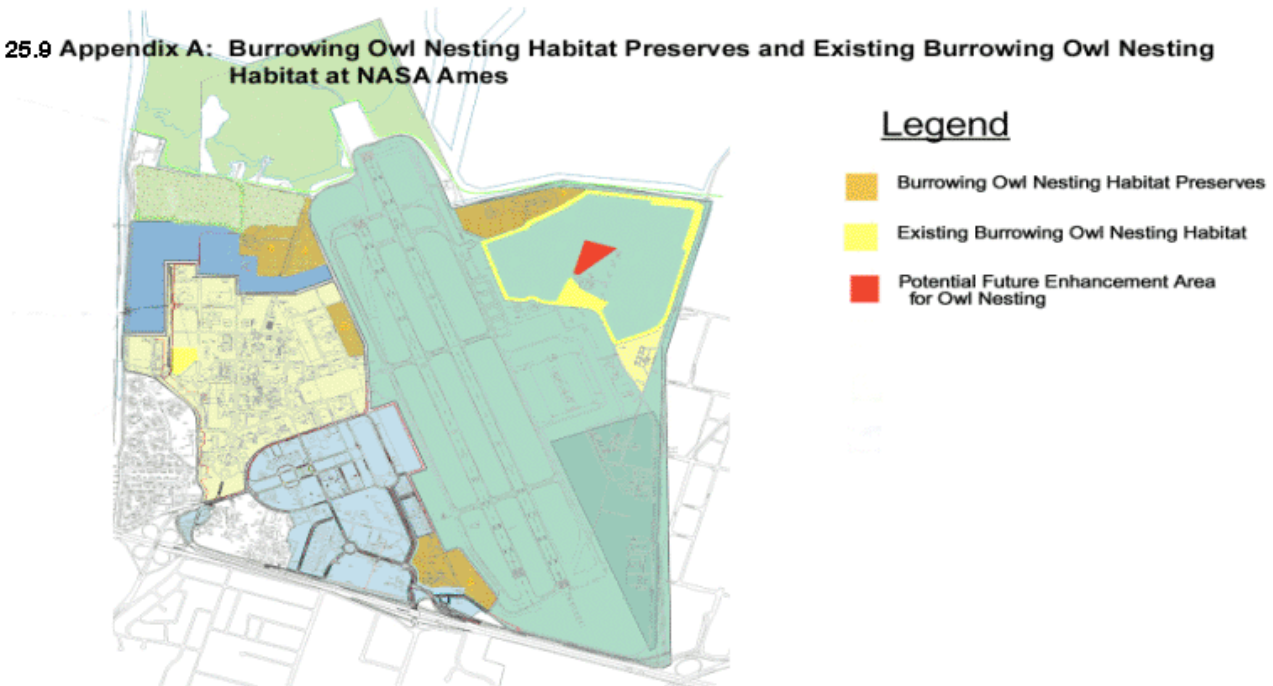 25.9 Appendix A: Burrowing Owl Nesting Habitat Preserves and Existing Burrowing Owl Nesting
Habitat at NASA Ames
Legend
Burrowing Owl Nesting Habitat Preserves
Existing Burrowing Owl Nesting Habitat
Potential Future Enhancement Area
for Owl Nesting